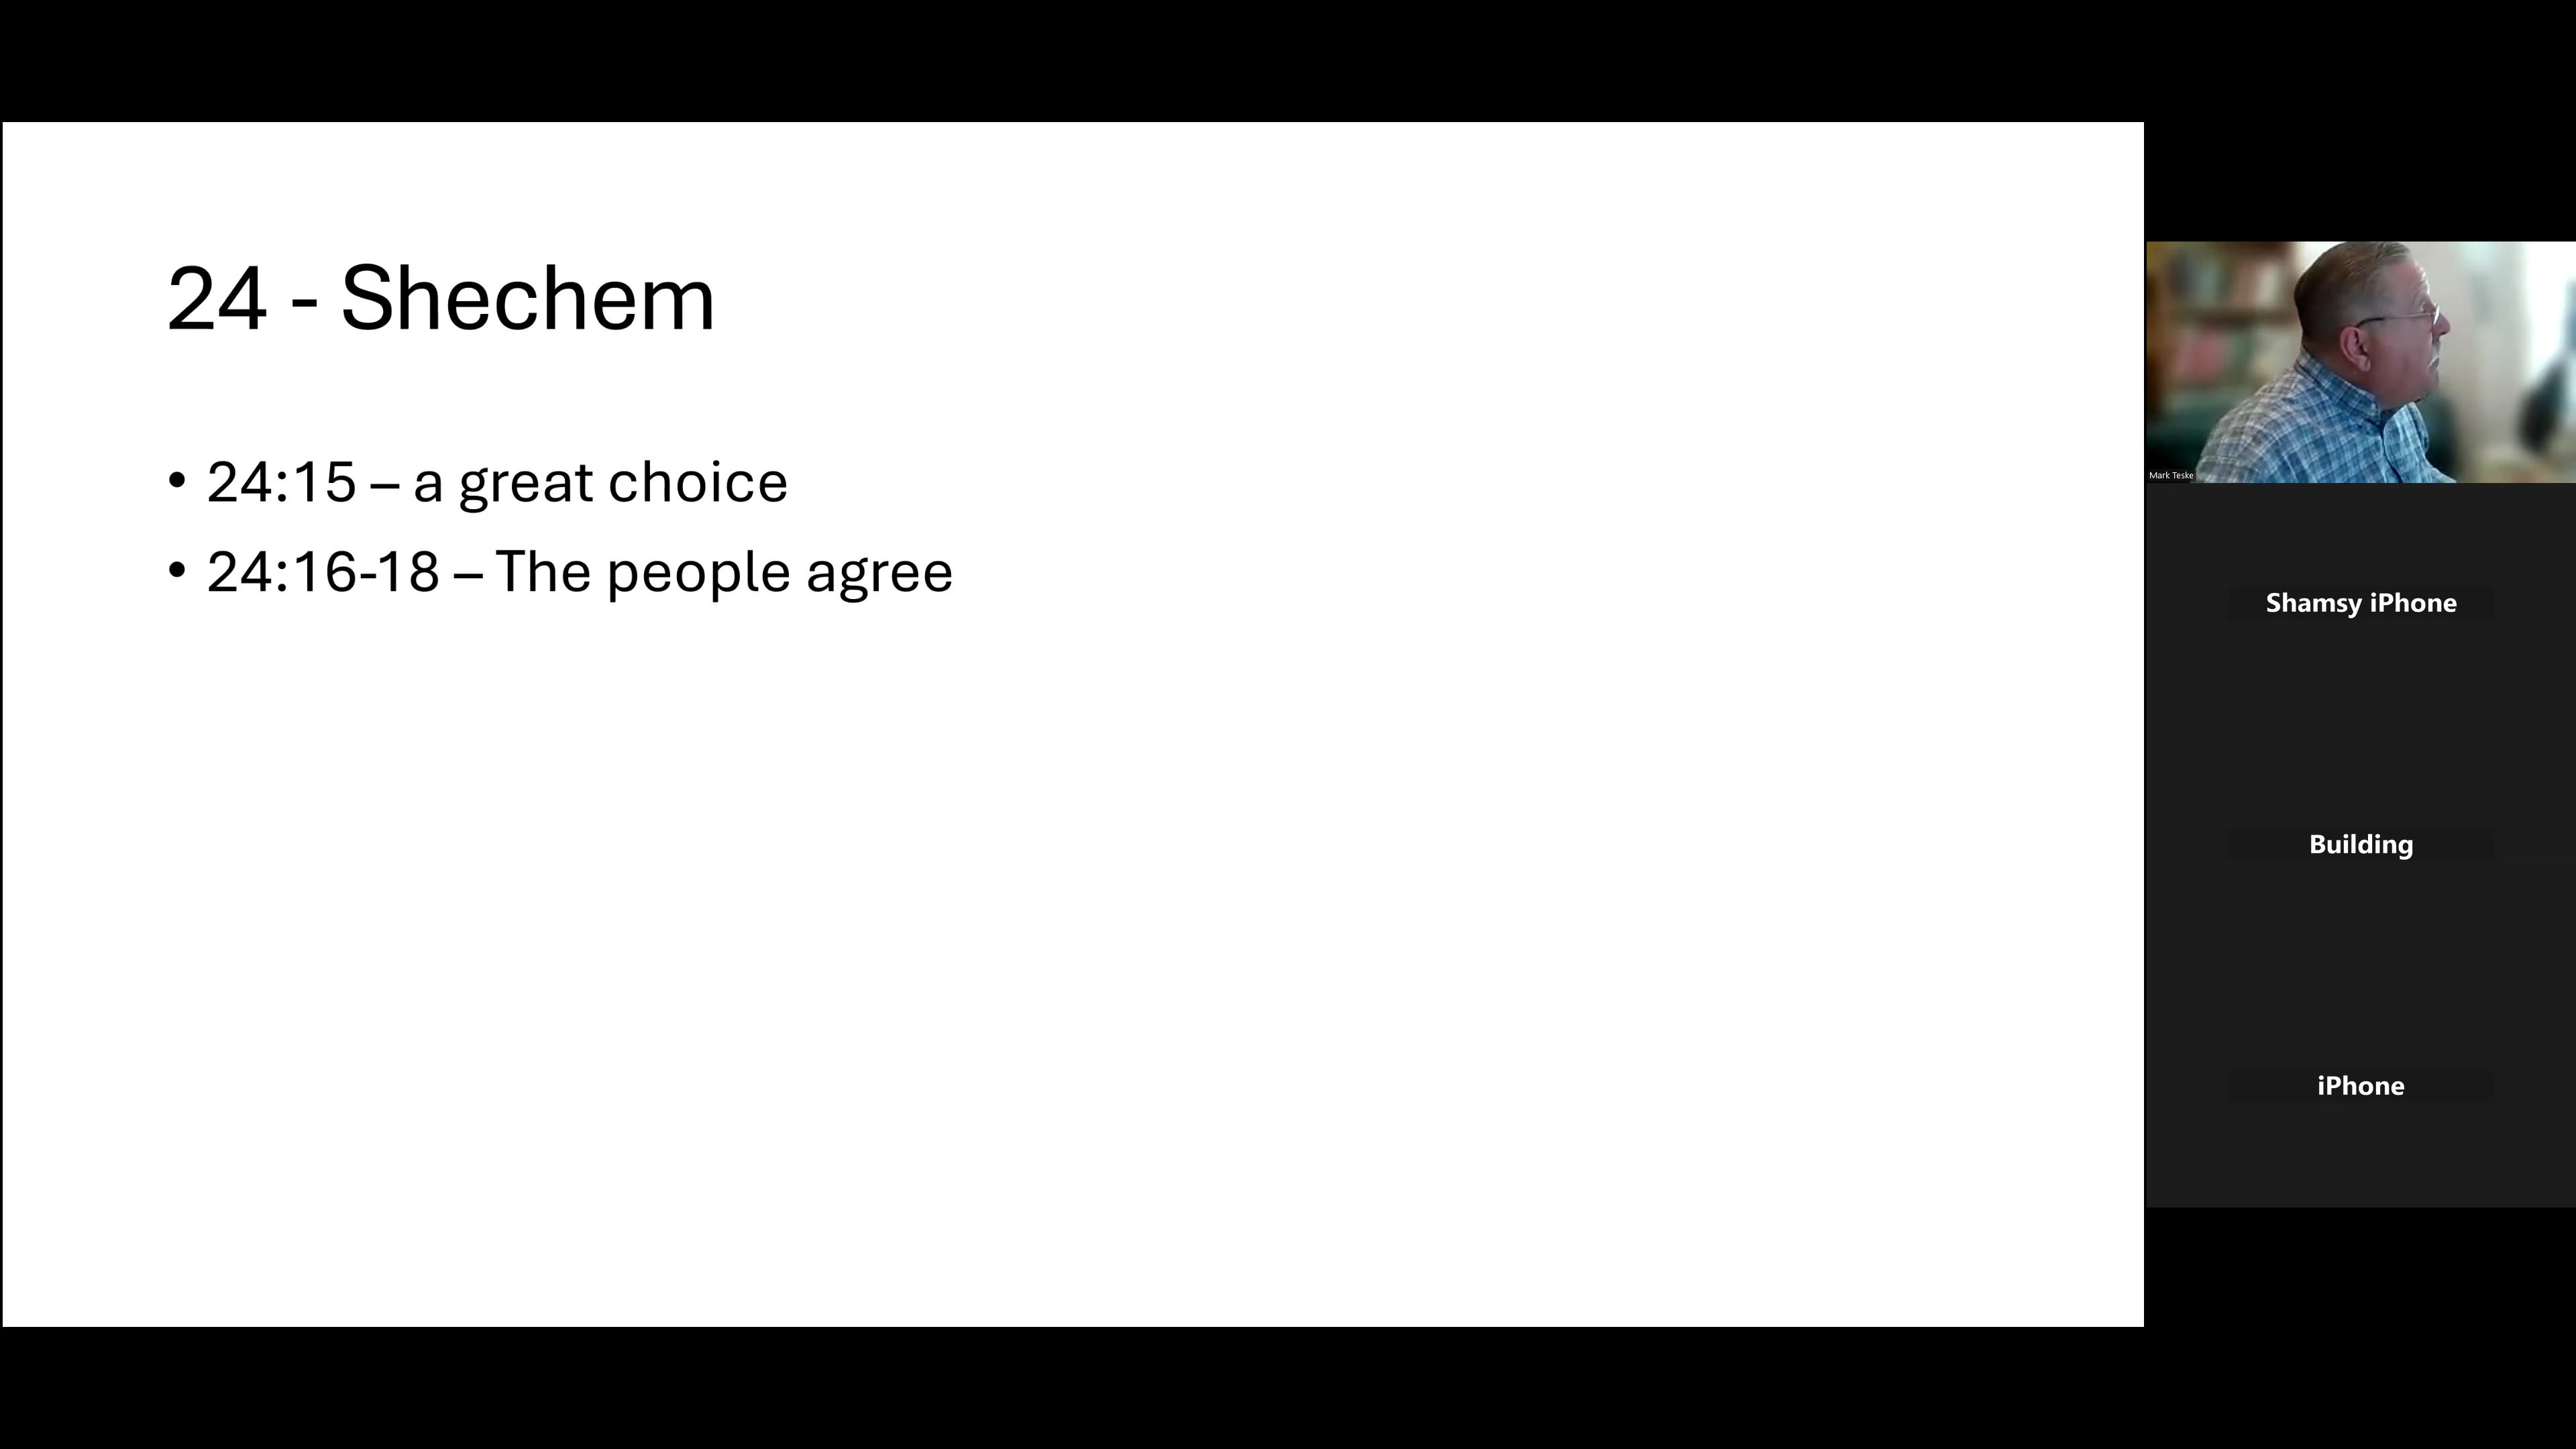 24 - Shechem
• 24:15 – a great choice
• 24:16-18 – The people agree
Mark Teske
Shamsy iPhone
Building
iPhone